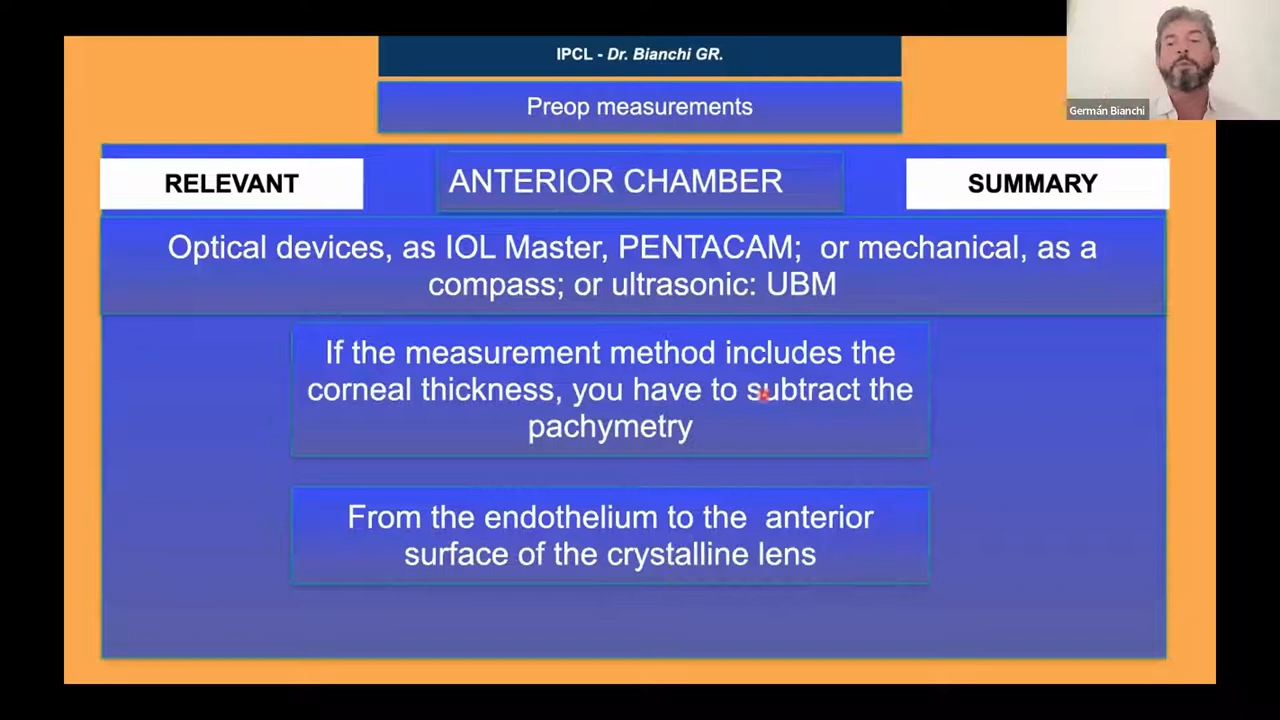 IPCL - Dr. Bianchi GR.
Germán Bianchi
Preop measurements
RELEVANT
ANTERIOR CHAMBER
SUMMARY
Optical devices, as IOL Master, PENTACAM; or mechanical, as a
compass; or ultrasonic: UBM
If the measurement method includes the
corneal thickness, you have to subtract the
pachymetry
From the endothelium to the anterior
surface of the crystalline lens